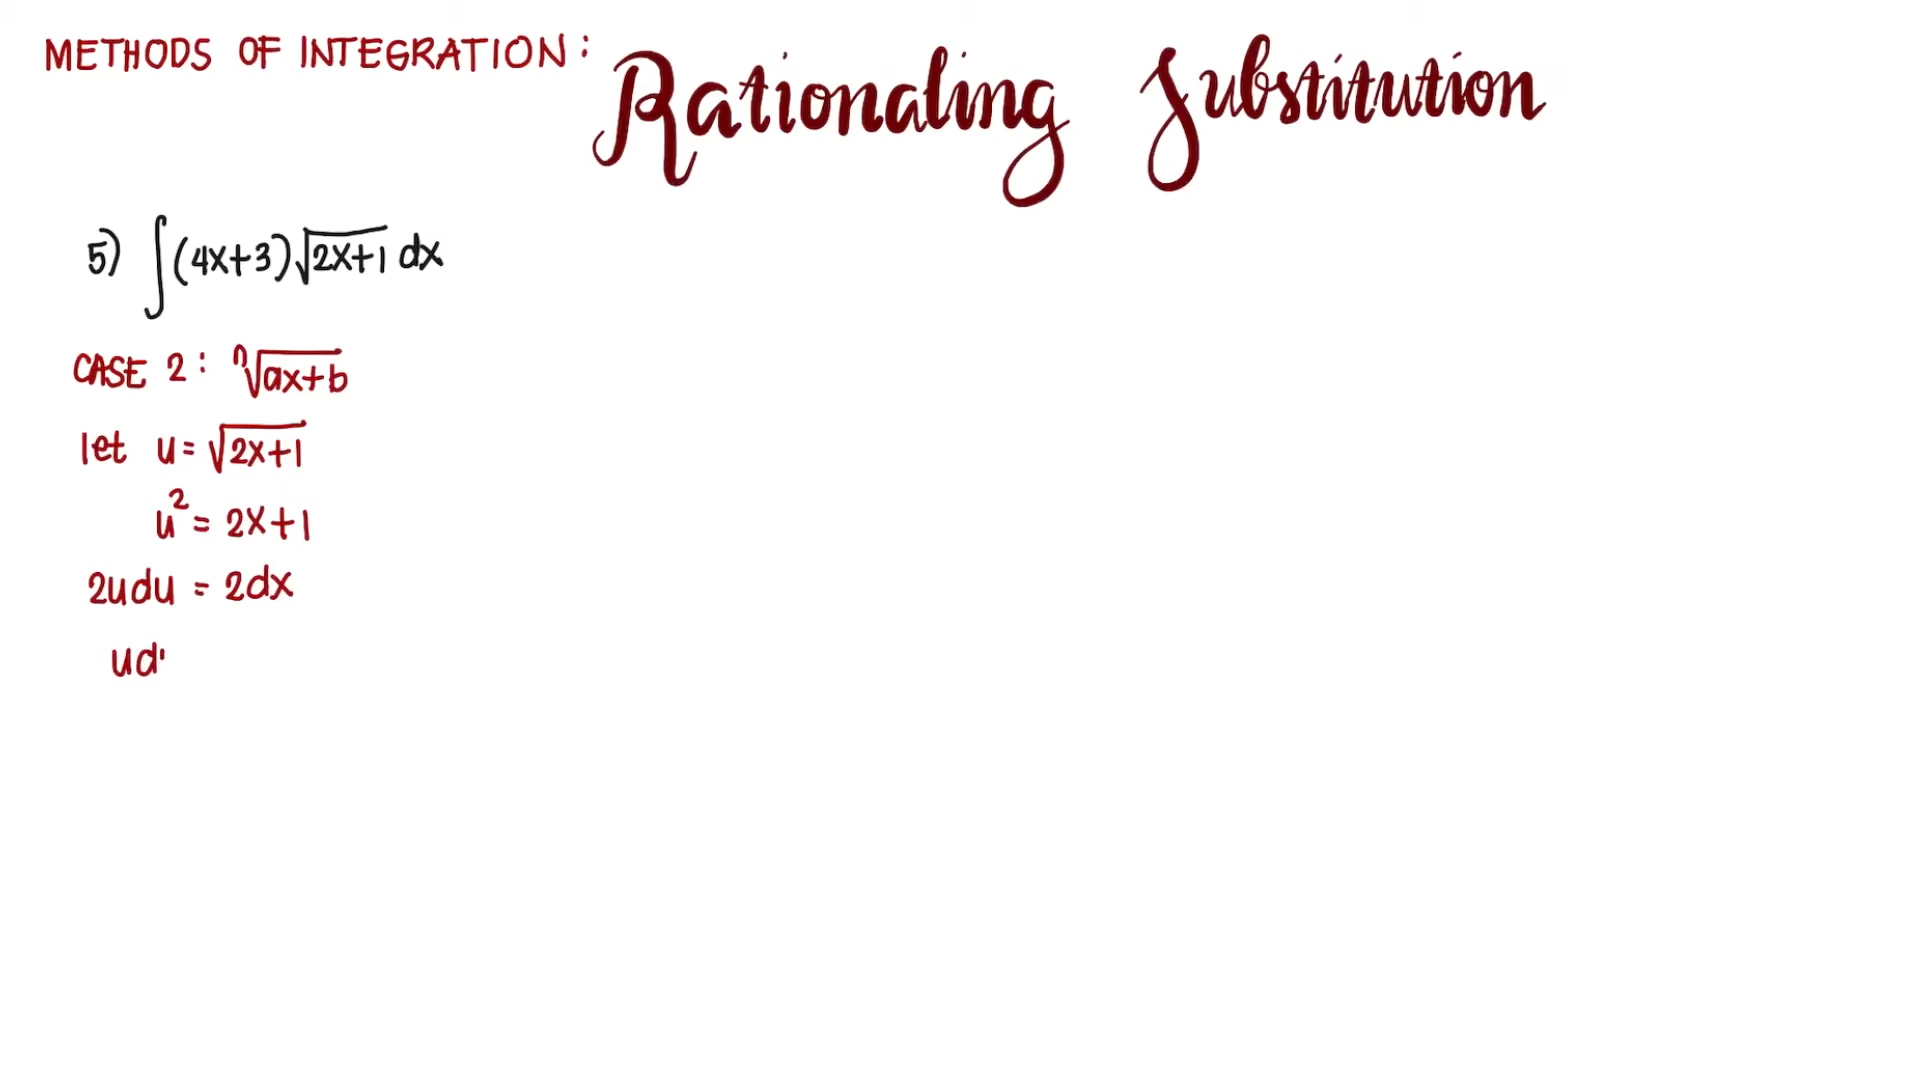 METHODS OF INTEGRATION: Rationaling Substitution
5) ∫(4x+3)√(2x+1) dx
CASE 2: ⁿ√(ax+b)
let u = √(2x+1)
u² = 2x+1
2udu = 2dx
ud